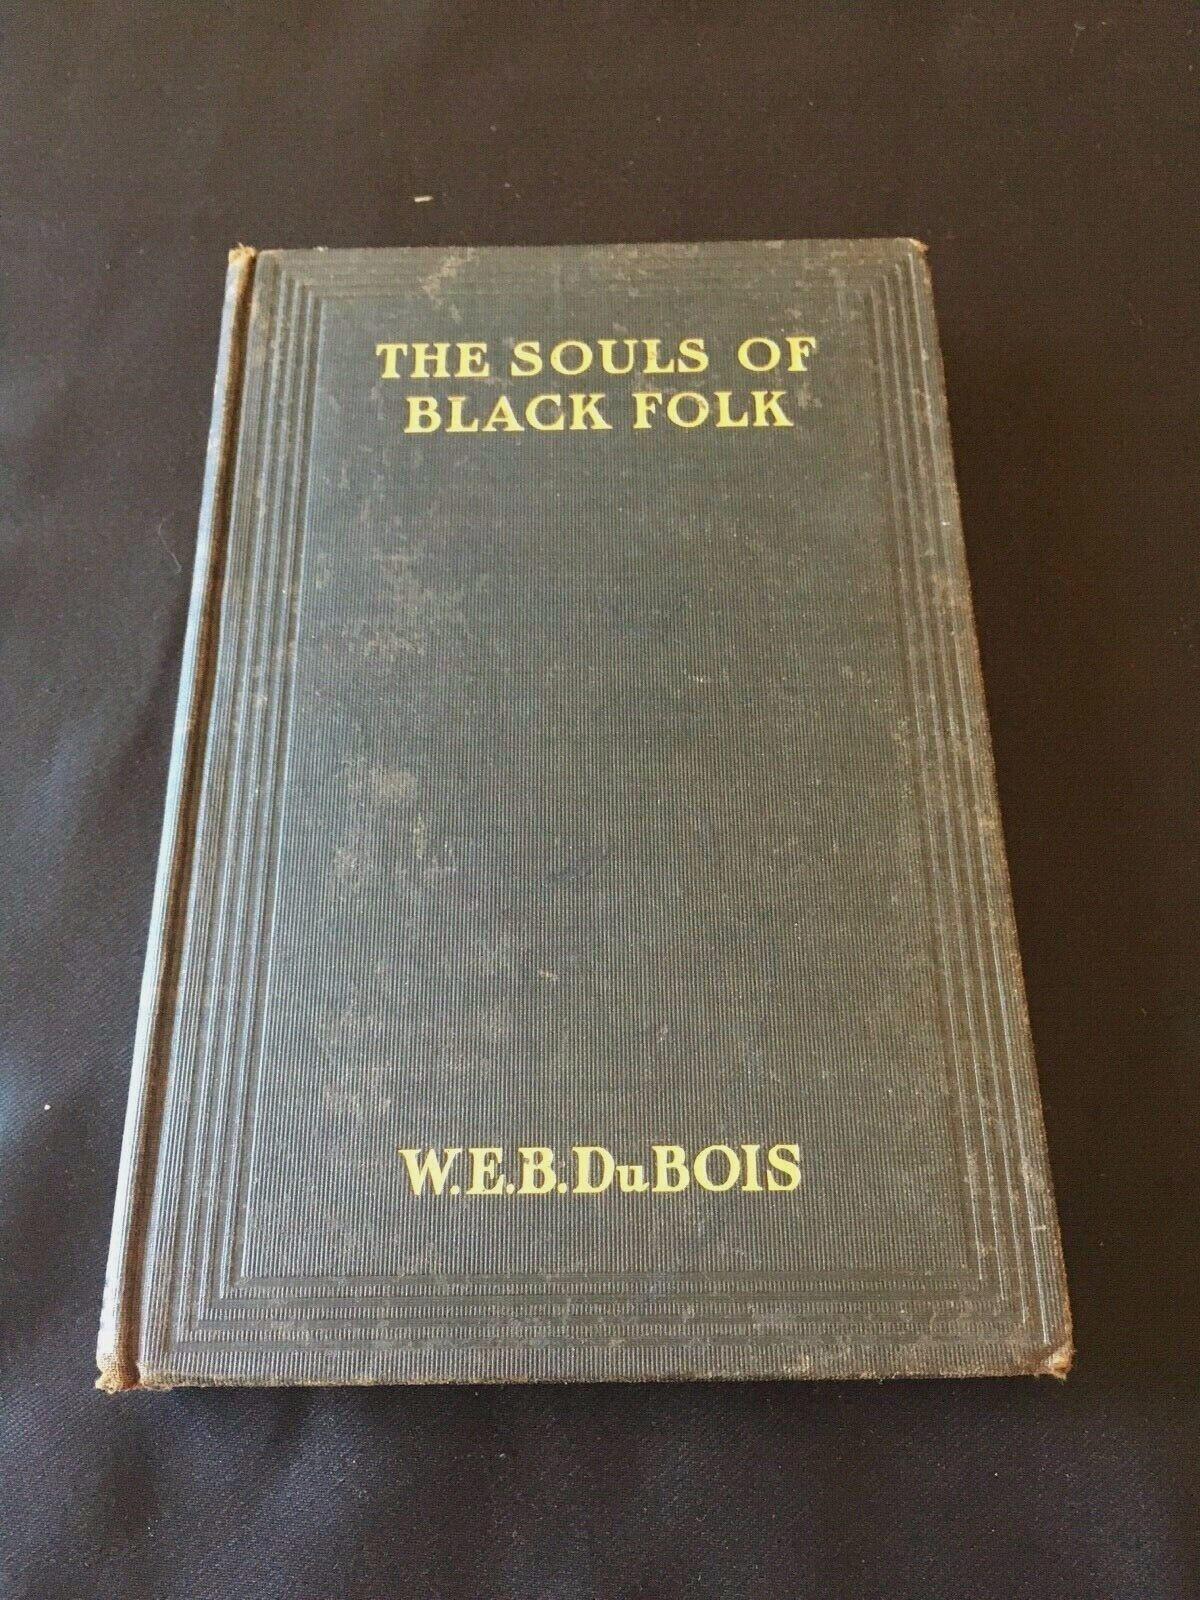 THE SOULS OF
BLACK FOLK
W.E.B.DuBOIS